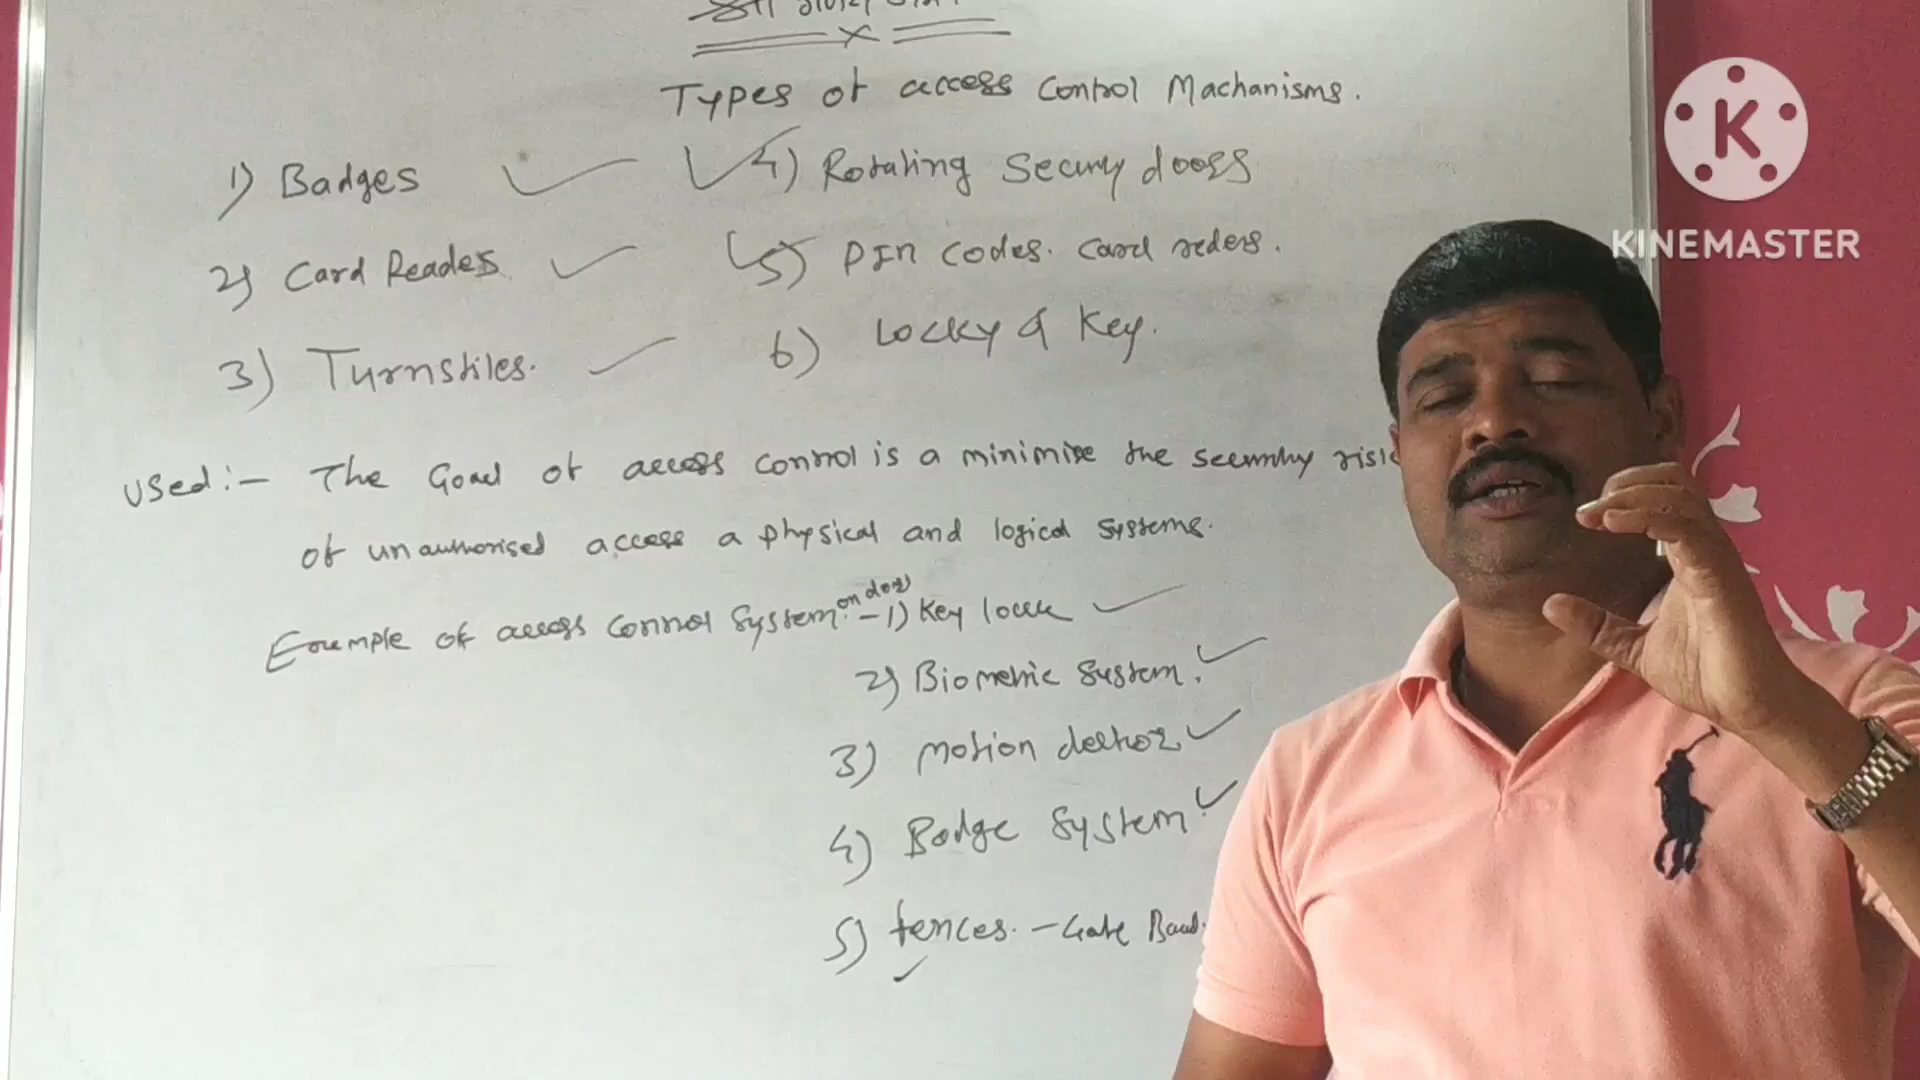 Types of access Control Machanisms.
1) Badges
2) Card Readers
3) Turnstiles.
4) Rotating Security doors
5) PIN Codes. Card reders.
6) Locky & Key.
Used:- The Goal of access control is a minimize the security risk
of unauthorised access a physical and logical systems.
Example of access Control System. on door - 1) Key lock
2) Biometric System.
3) Motion dector
4) Badge System
5) fences. - Gate
K
KINEMASTER